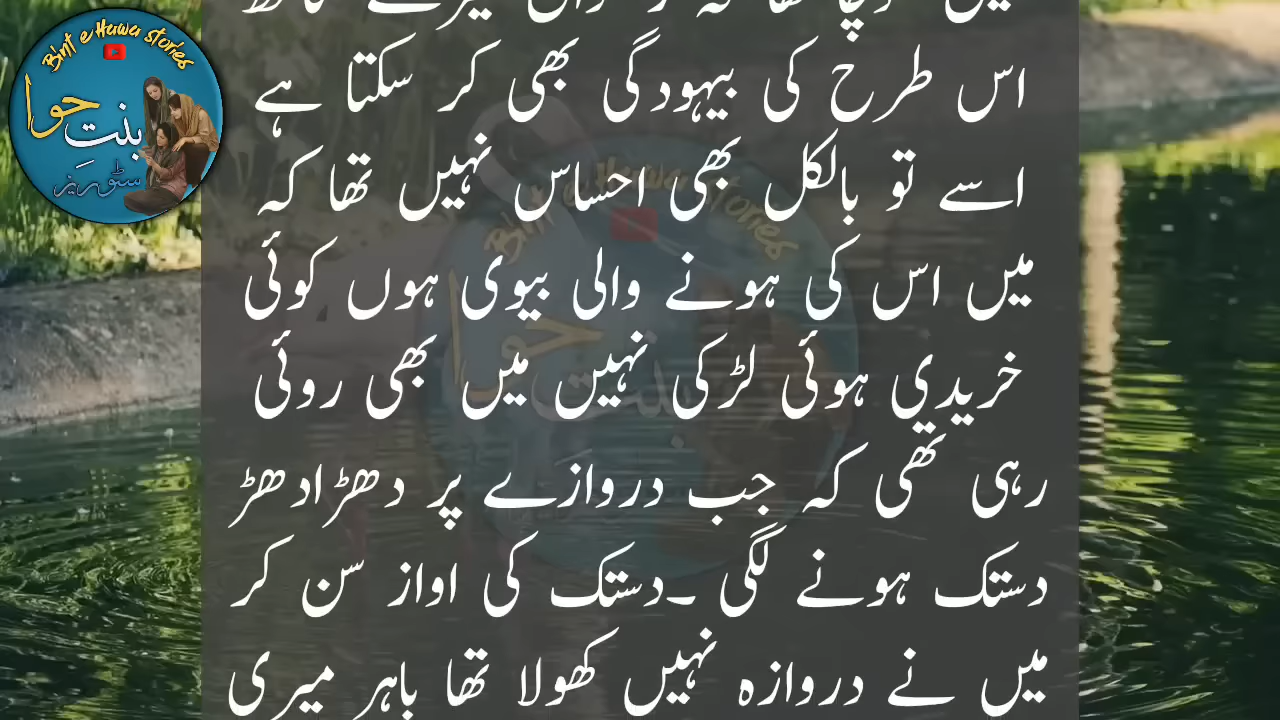 Bint e Hawa stories
بنتِ حوا
سٹوریز
اس طرح کی بیہودگی بھی کر سکتا ہے
اسے تو بالکل بھی احساس نہیں تھا کہ
میں اس کی ہونے والی بیوی ہوں کوئی
خریدی ہوئی لڑکی نہیں میں بھی روئی
رہی تھی کہ جب دروازے پر دھڑادھڑ
دستک ہونے لگی ۔دستک کی اواز سن کر
میں نے دروازہ نہیں کھولا تھا باہر میری